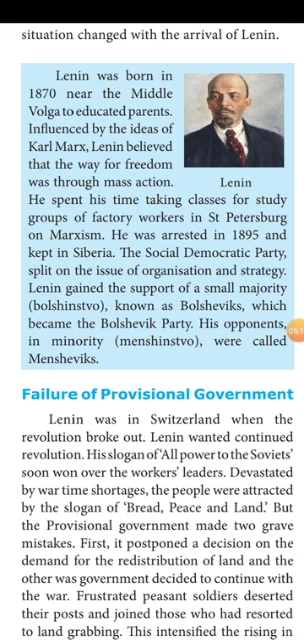 situation changed with the arrival of Lenin.
Lenin was born in
1870 near the Middle
Volga to educated parents.
Influenced by the ideas of
Karl Marx, Lenin believed
that the way for freedom
was through mass action.
Lenin
He spent his time taking classes for study
groups of factory workers in St Petersburg
on Marxism. He was arrested in 1895 and
kept in Siberia. The Social Democratic Party,
split on the issue of organisation and strategy.
Lenin gained the support of a small majority
(bolshinstvo), known as Bolsheviks, which
became the Bolshevik Party. His opponents,
in minority (menshinstvo), were called
Mensheviks.
Failure of Provisional Government
Lenin was in Switzerland when the
revolution broke out. Lenin wanted continued
revolution. His slogan of ‘All power to the Soviets’
soon won over the workers’ leaders. Devastated
by war time shortages, the people were attracted
by the slogan of ‘Bread, Peace and Land.’ But
the Provisional government made two grave
mistakes. First, it postponed a decision on the
demand for the redistribution of land and the
other was government decided to continue with
the war. Frustrated peasant soldiers deserted
their posts and joined those who had resorted
to land grabbing. This intensified the rising in